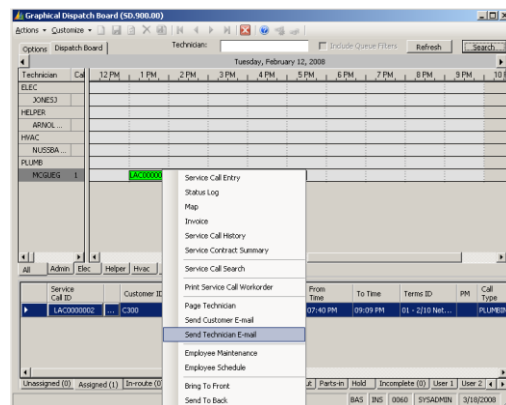 Graphical Dispatch Board (SD.900.00)
Actions Customize
Options Dispatch Board Technician: Include Queue Filters Refresh Search...
Tuesday, February 12, 2008
Technician Cal 12 PM 1 PM 2 PM 3 PM 4 PM 5 PM 6 PM 7 PM 8 PM 9 PM
ELEC
JONESJ
HELPER
ARNOL ...
HVAC
NUSSBA ...
PLUMB
MCGUEG 1 LAC00000
Service Call Entry
Status Log
Map
Invoice
Service Call History
Service Contract Summary
Service Call Search
Print Service Call Workorder
Page Technician
Send Customer E-mail
Send Technician E-mail
Employee Maintenance
Employee Schedule
Bring To Front
Send To Back
All Admin Elec Helper Hvac
Service Call ID Customer ID From Time To Time Terms ID PM Call Type
LAC0000002 ... C300 07:40 PM 09:09 PM 01 - 2/10 Net... PLUMBIN
Unassigned (0) Assigned (1) In-route (0) Parts-in Hold Incomplete (0) User 1 User 2
BAS INS 0060 SYSADMIN 3/18/2008